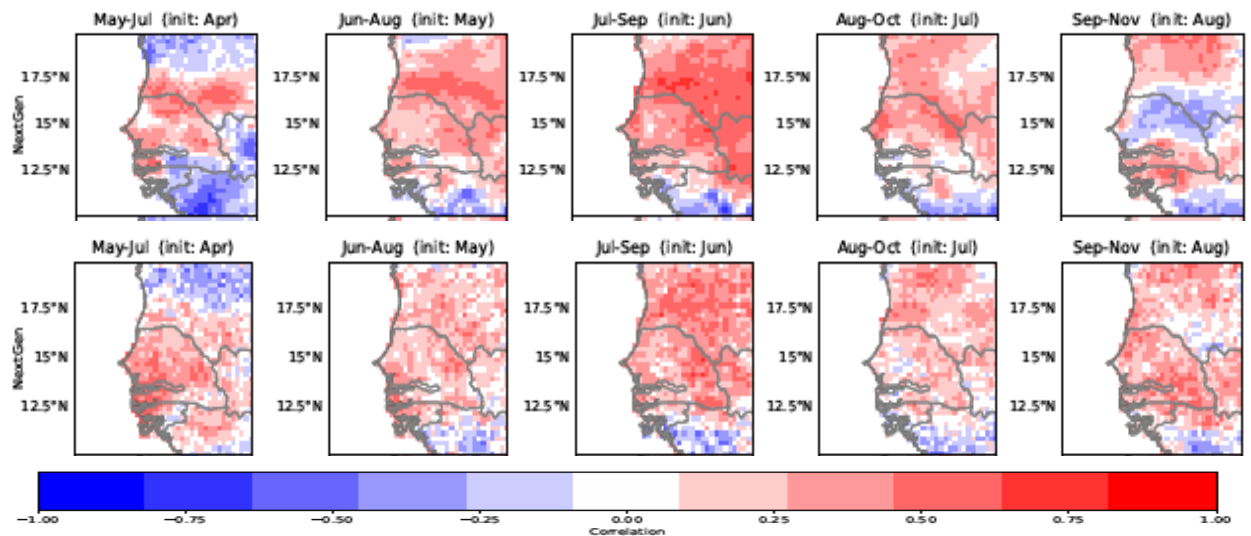 May-Jul (init: Apr) Jun-Aug (init: May) Jul-Sep (init: Jun) Aug-Oct (init: Jul) Sep-Nov (init: Aug)
NextGen
17.5°N 17.5°N 17.5°N 17.5°N 17.5°N
15°N 15°N 15°N 15°N 15°N
12.5°N 12.5°N 12.5°N 12.5°N 12.5°N
May-Jul (init: Apr) Jun-Aug (init: May) Jul-Sep (init: Jun) Aug-Oct (init: Jul) Sep-Nov (init: Aug)
NextGen
17.5°N 17.5°N 17.5°N 17.5°N 17.5°N
15°N 15°N 15°N 15°N 15°N
12.5°N 12.5°N 12.5°N 12.5°N 12.5°N
−1.00 −0.75 −0.50 −0.25 0.00 0.25 0.50 0.75 1.00
Correlation